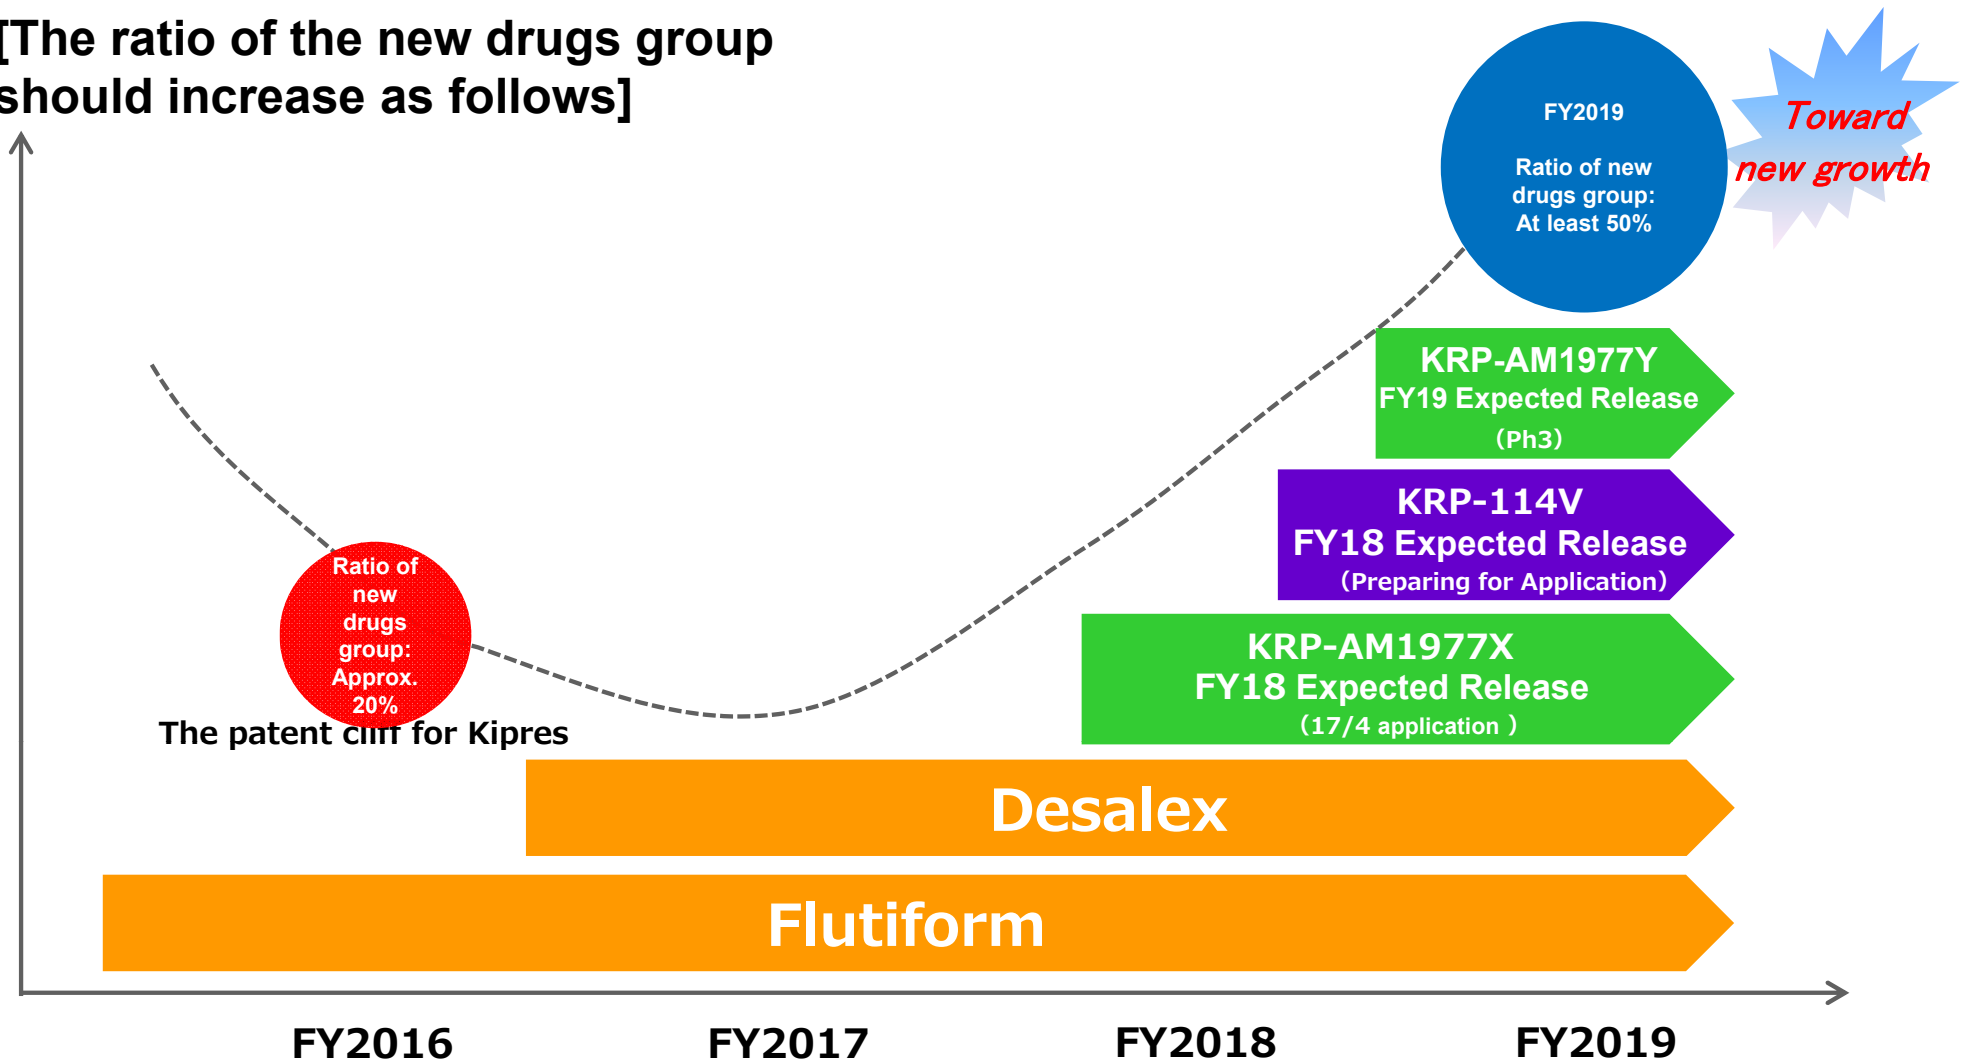 [The ratio of the new drugs group
should increase as follows]
FY2019
Ratio of new
drugs group:
At least 50%
Toward
new growth
KRP-AM1977Y
FY19 Expected Release
（Ph3）
KRP-114V
FY18 Expected Release
（Preparing for Application）
KRP-AM1977X
FY18 Expected Release
（17/4 application ）
Ratio of
new
drugs
group:
Approx.
20%
The patent cliff for Kipres
Desalex
Flutiform
FY2016
FY2017
FY2018
FY2019